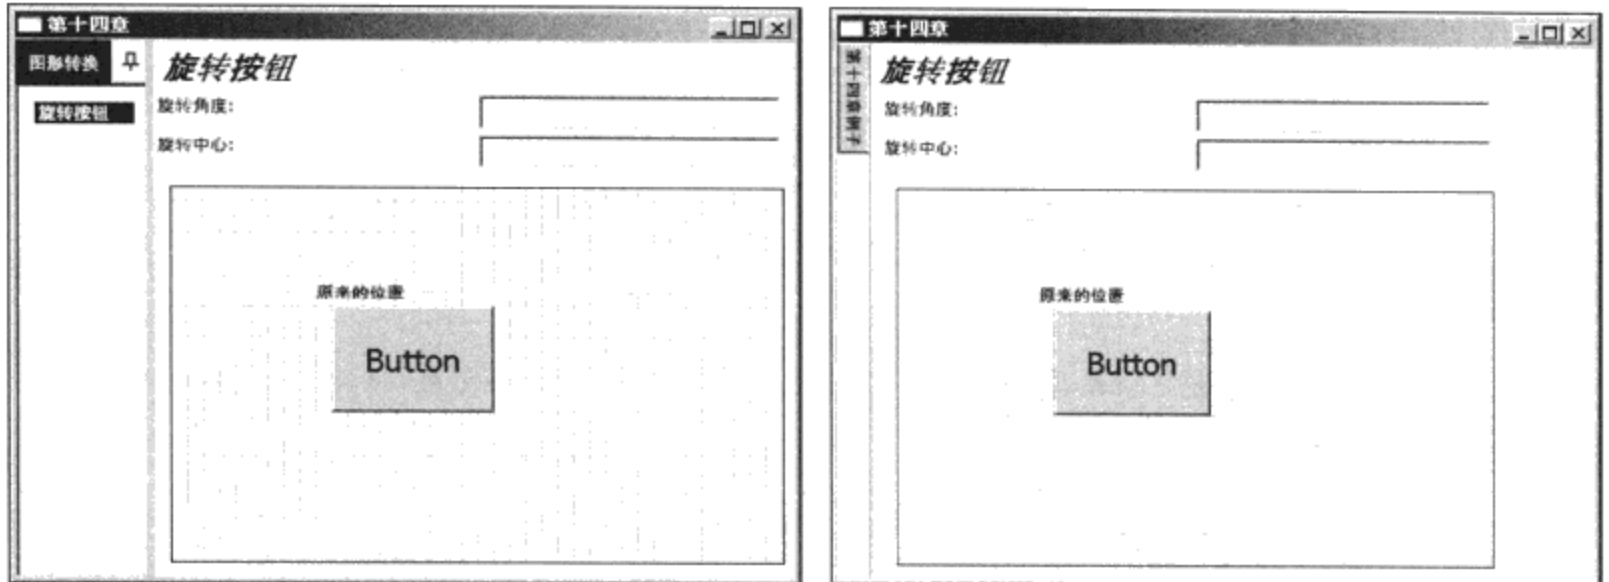 第十四章
图形转换
旋转按钮
旋转按钮
旋转角度:
旋转中心:
原来的位置
Button
第十四章
第十四章例子
旋转按钮
旋转角度:
旋转中心:
原来的位置
Button